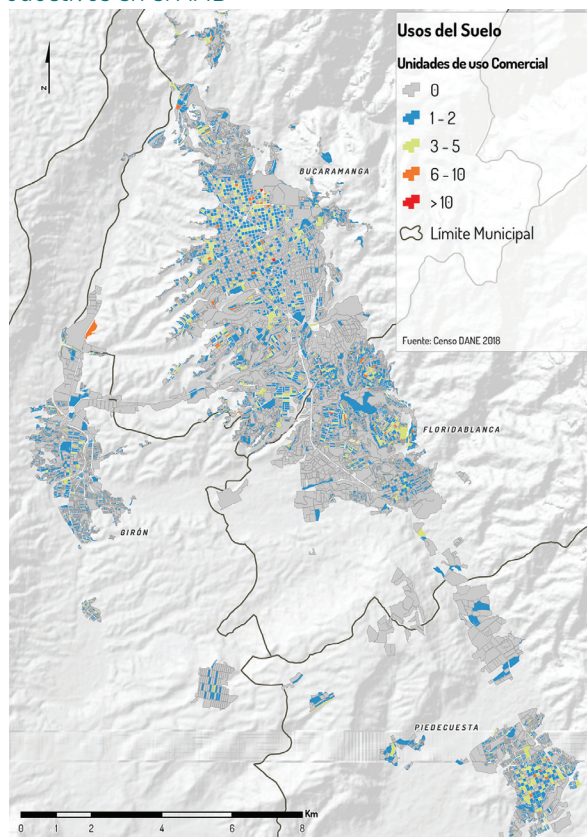 Usos del Suelo
Unidades de uso Comercial
0
1 - 2
3 - 5
6 - 10
>10
Límite Municipal
Fuente: Censo DANE 2018
N
BUCARAMANGA
FLORIDABLANCA
GIRÓN
PIEDECUESTA
Km
0 2 4 6 8